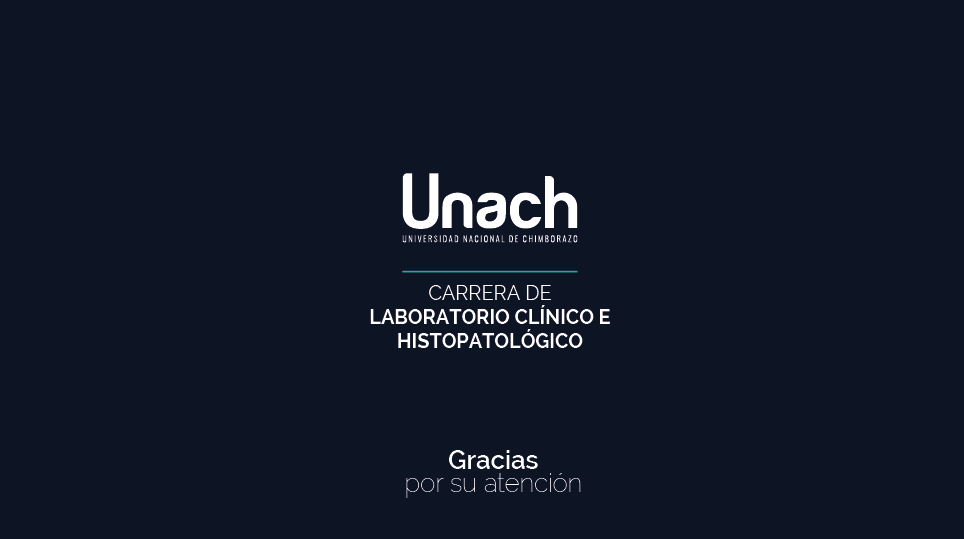 Unach
UNIVERSIDAD NACIONAL DE CHIMBORAZO
CARRERA DE
LABORATORIO CLÍNICO E
HISTOPATOLÓGICO
Gracias
por su atención